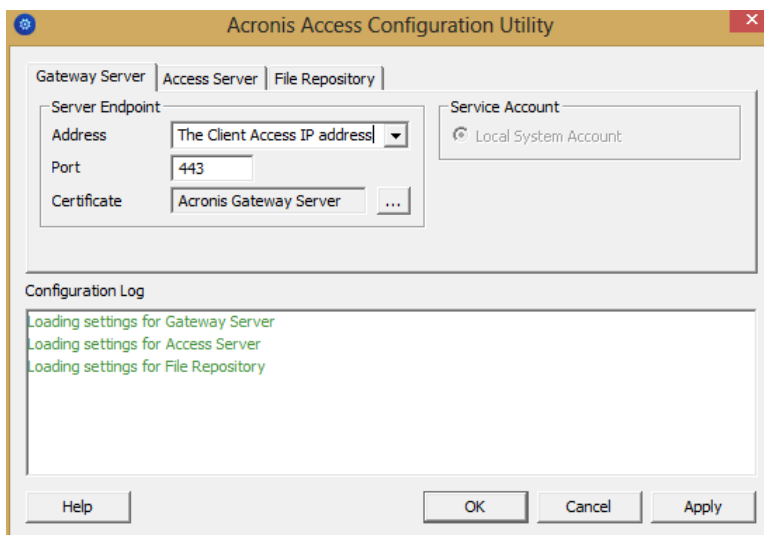 Acronis Access Configuration Utility
Gateway Server
Access Server
File Repository
Server Endpoint
Address
The Client Access IP address
Port
443
Certificate
Acronis Gateway Server
...
Service Account
Local System Account
Configuration Log
Loading settings for Gateway Server
Loading settings for Access Server
Loading settings for File Repository
Help
OK
Cancel
Apply